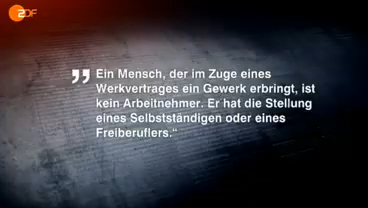 ZDF
„Ein Mensch, der im Zuge eines
Werkvertrages ein Gewerk erbringt, ist
kein Arbeitnehmer. Er hat die Stellung
eines Selbstständigen oder eines
Freiberuflers.“